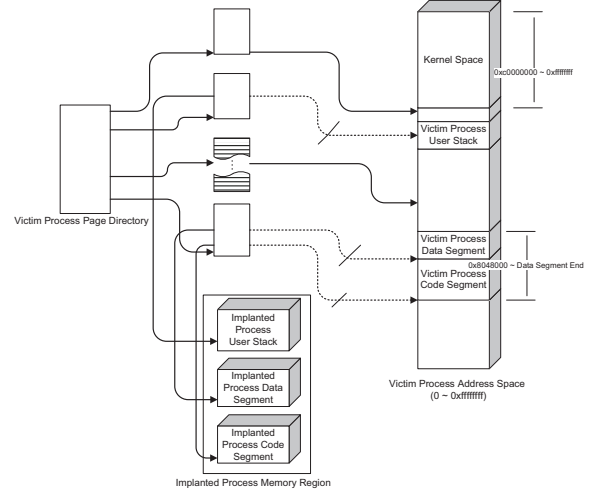 Kernel Space
0xc0000000 ~ 0xffffffff
Victim Process
User Stack
Victim Process Page Directory
Victim Process
Data Segment
0x8048000 ~ Data Segment End
Victim Process
Code Segment
Implanted
Process
User Stack
Implanted
Process Data
Segment
Implanted
Process Code
Segment
Implanted Process Memory Region
Victim Process Address Space
(0 ~ 0xffffffff)